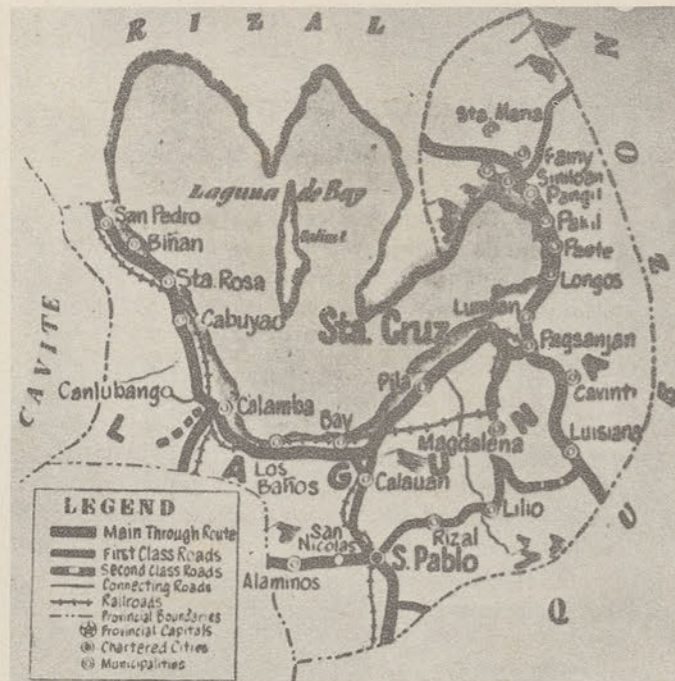 RIZAL
Sta. Maria
Famy
Siniloan
Pangil
Pakil
Paete
Longos
Laguna de Bay
San Pedro
Biñan
Sta. Rosa
Cabuyao
Lumban
Sta. Cruz
Pagsanjan
Cavinti
CAVITE
Canlubang
Calamba
Pila
Bay
Magdalena
Luisiana
Los
Baños
LAGUNA
QUEZON
Calauan
Lilio
Rizal
San
Nicolas
S. Pablo
Alaminos
LEGEND
Main Through Route
First Class Roads
Second Class Roads
Connecting Roads
Railroads
Provincial Boundaries
Provincial Capitals
Chartered Cities
Municipalities